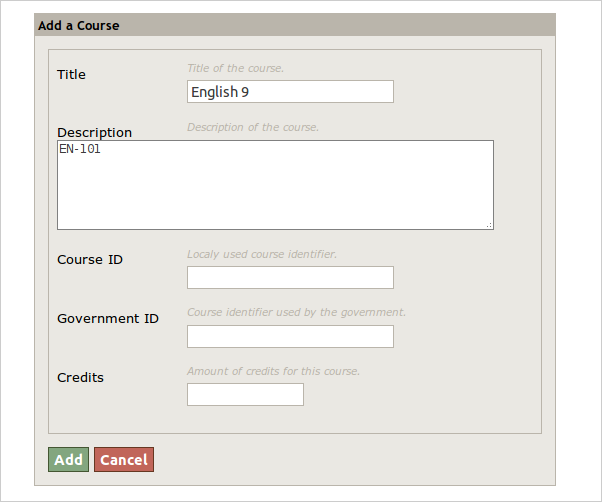 Add a Course
Title
Title of the course.
English 9
Description
Description of the course.
EN-101
Course ID
Localy used course identifier.
Government ID
Course identifier used by the government.
Credits
Amount of credits for this course.
Add Cancel